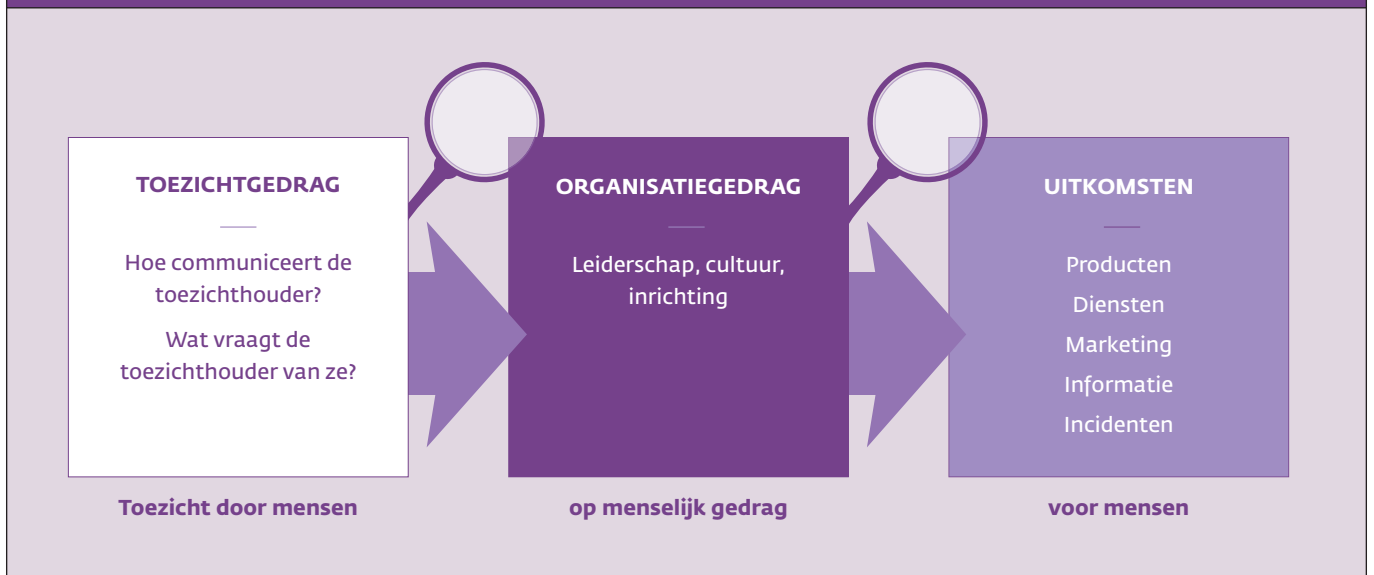 TOEZICHTGEDRAG
Hoe communiceert de
toezichthouder?
Wat vraagt de
toezichthouder van ze?
Toezicht door mensen
ORGANISATIEGEDRAG
Leiderschap, cultuur,
inrichting
op menselijk gedrag
UITKOMSTEN
Producten
Diensten
Marketing
Informatie
Incidenten
voor mensen